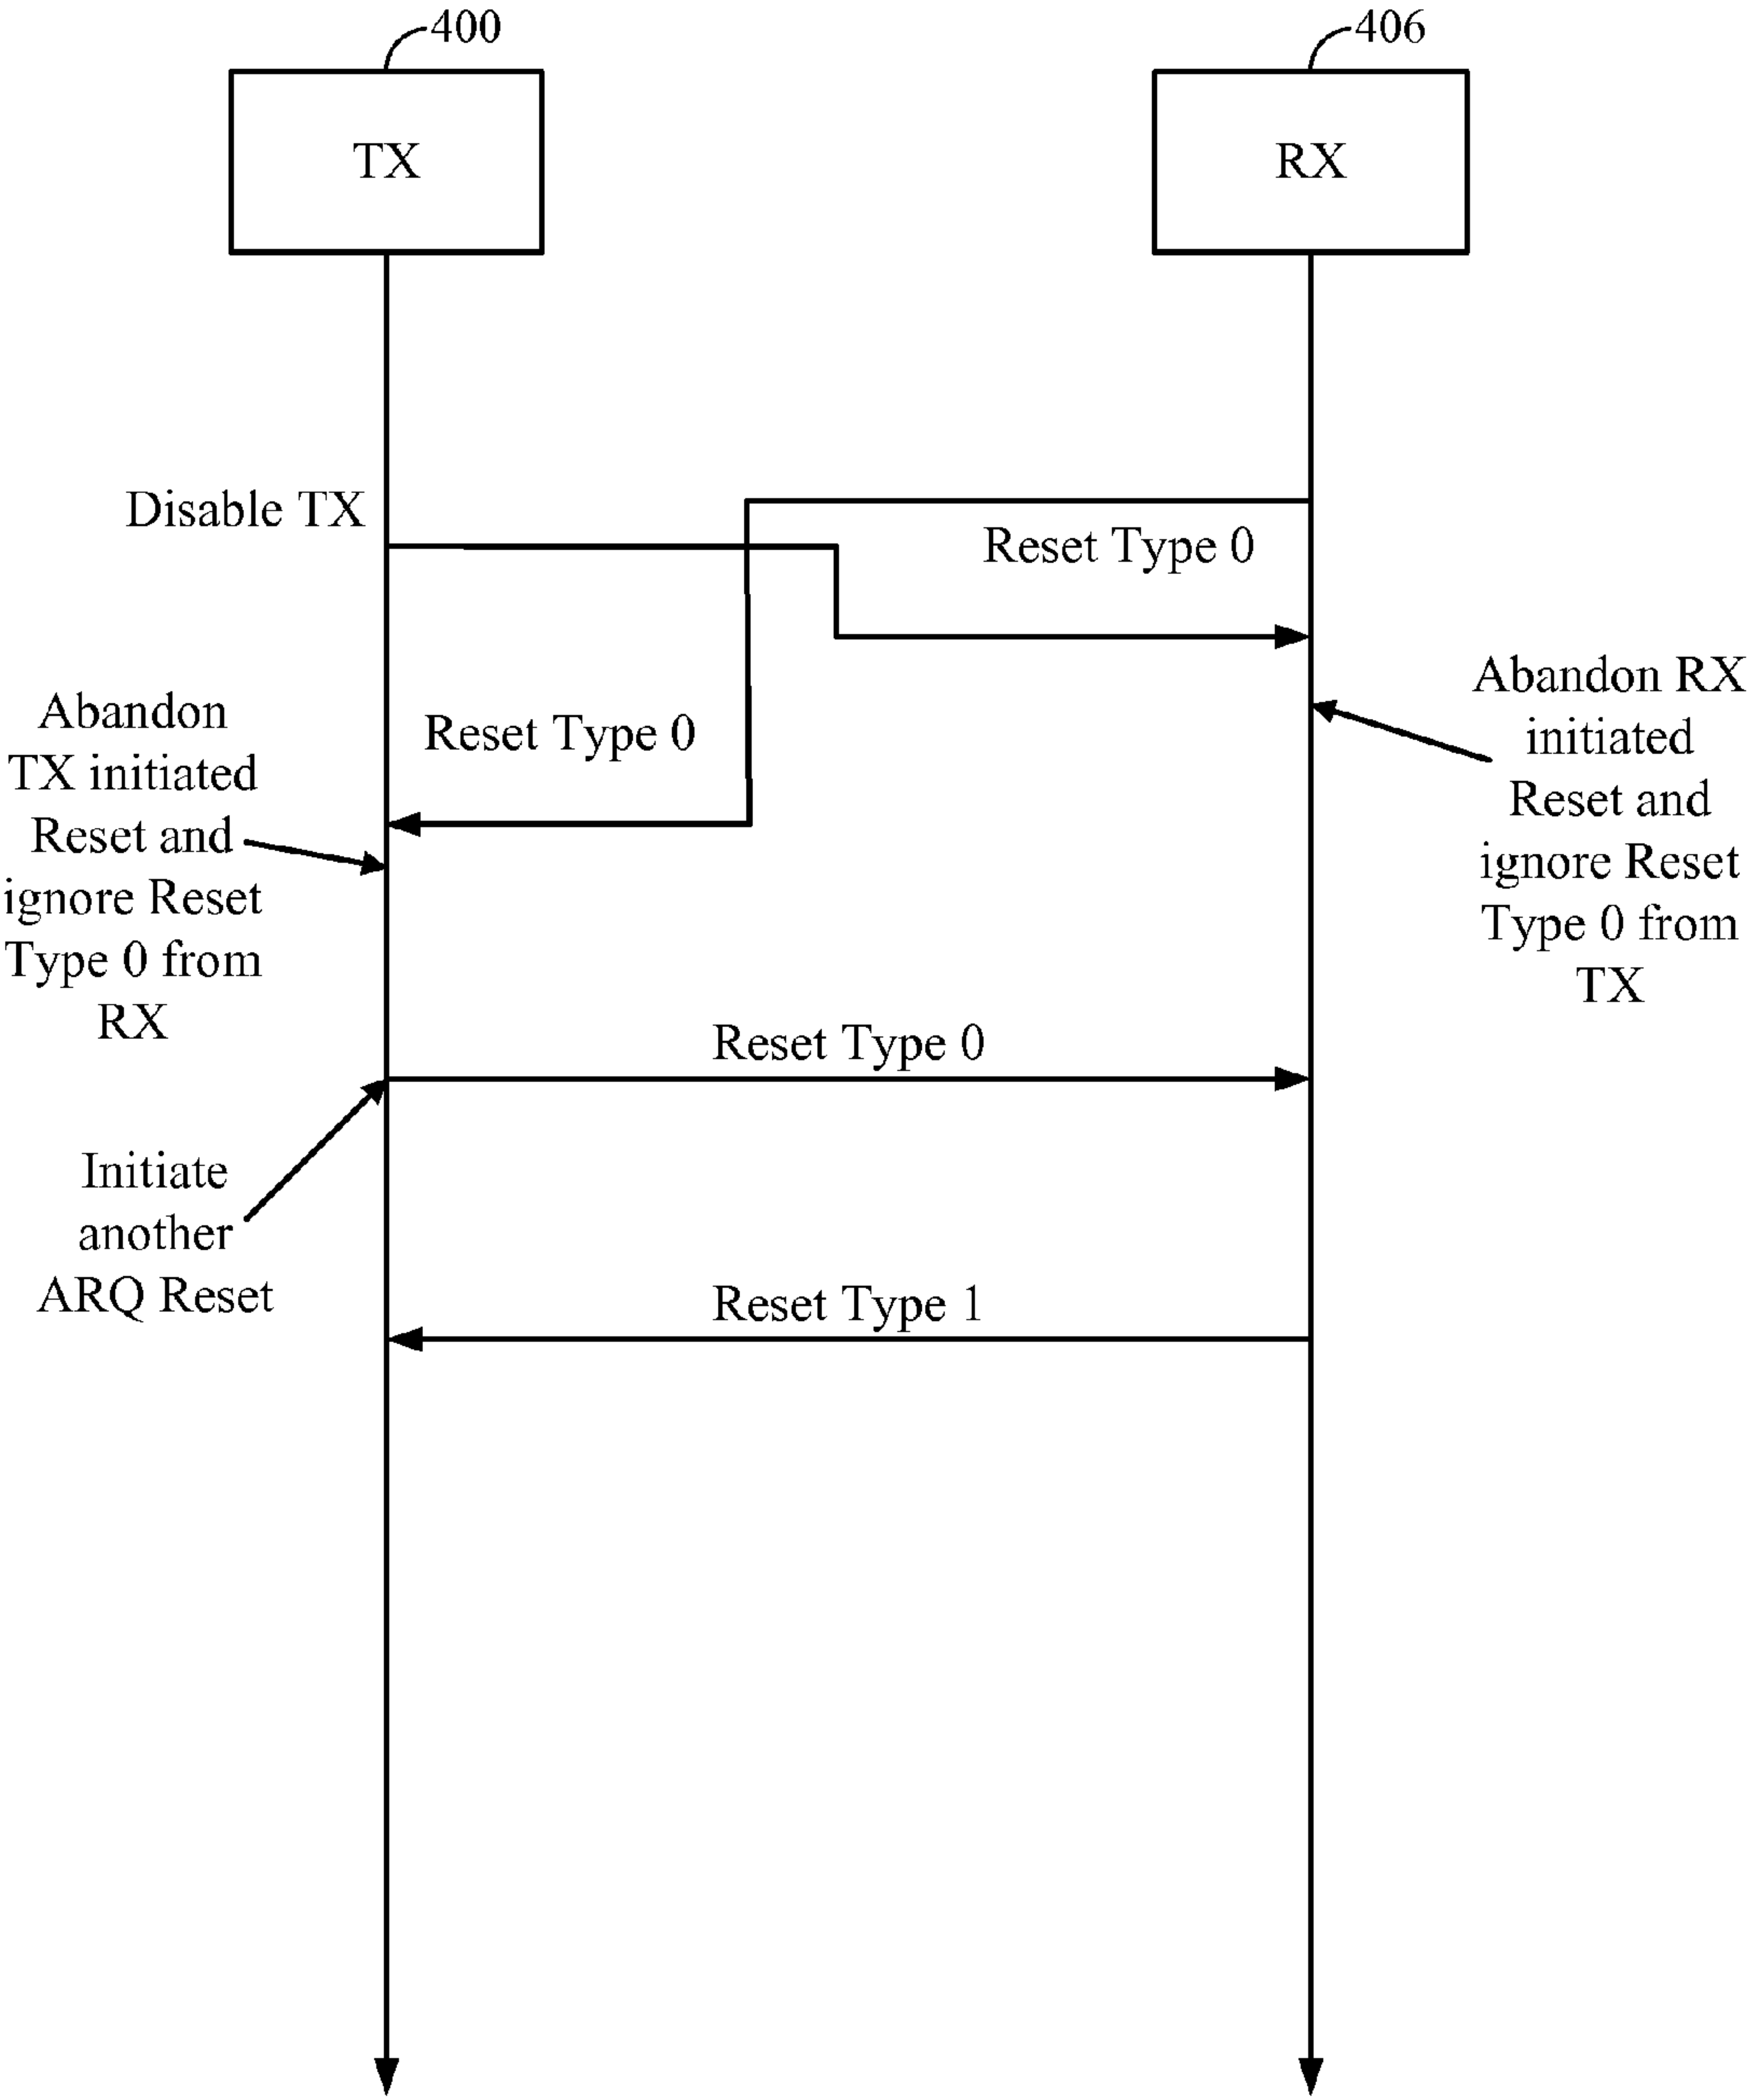 400
406
TX
RX
Disable TX
Reset Type 0
Abandon RX
initiated
Reset and
ignore Reset
Type 0 from
TX
Abandon
TX initiated
Reset and
ignore Reset
Type 0 from
RX
Reset Type 0
Reset Type 0
Initiate
another
ARQ Reset
Reset Type 1